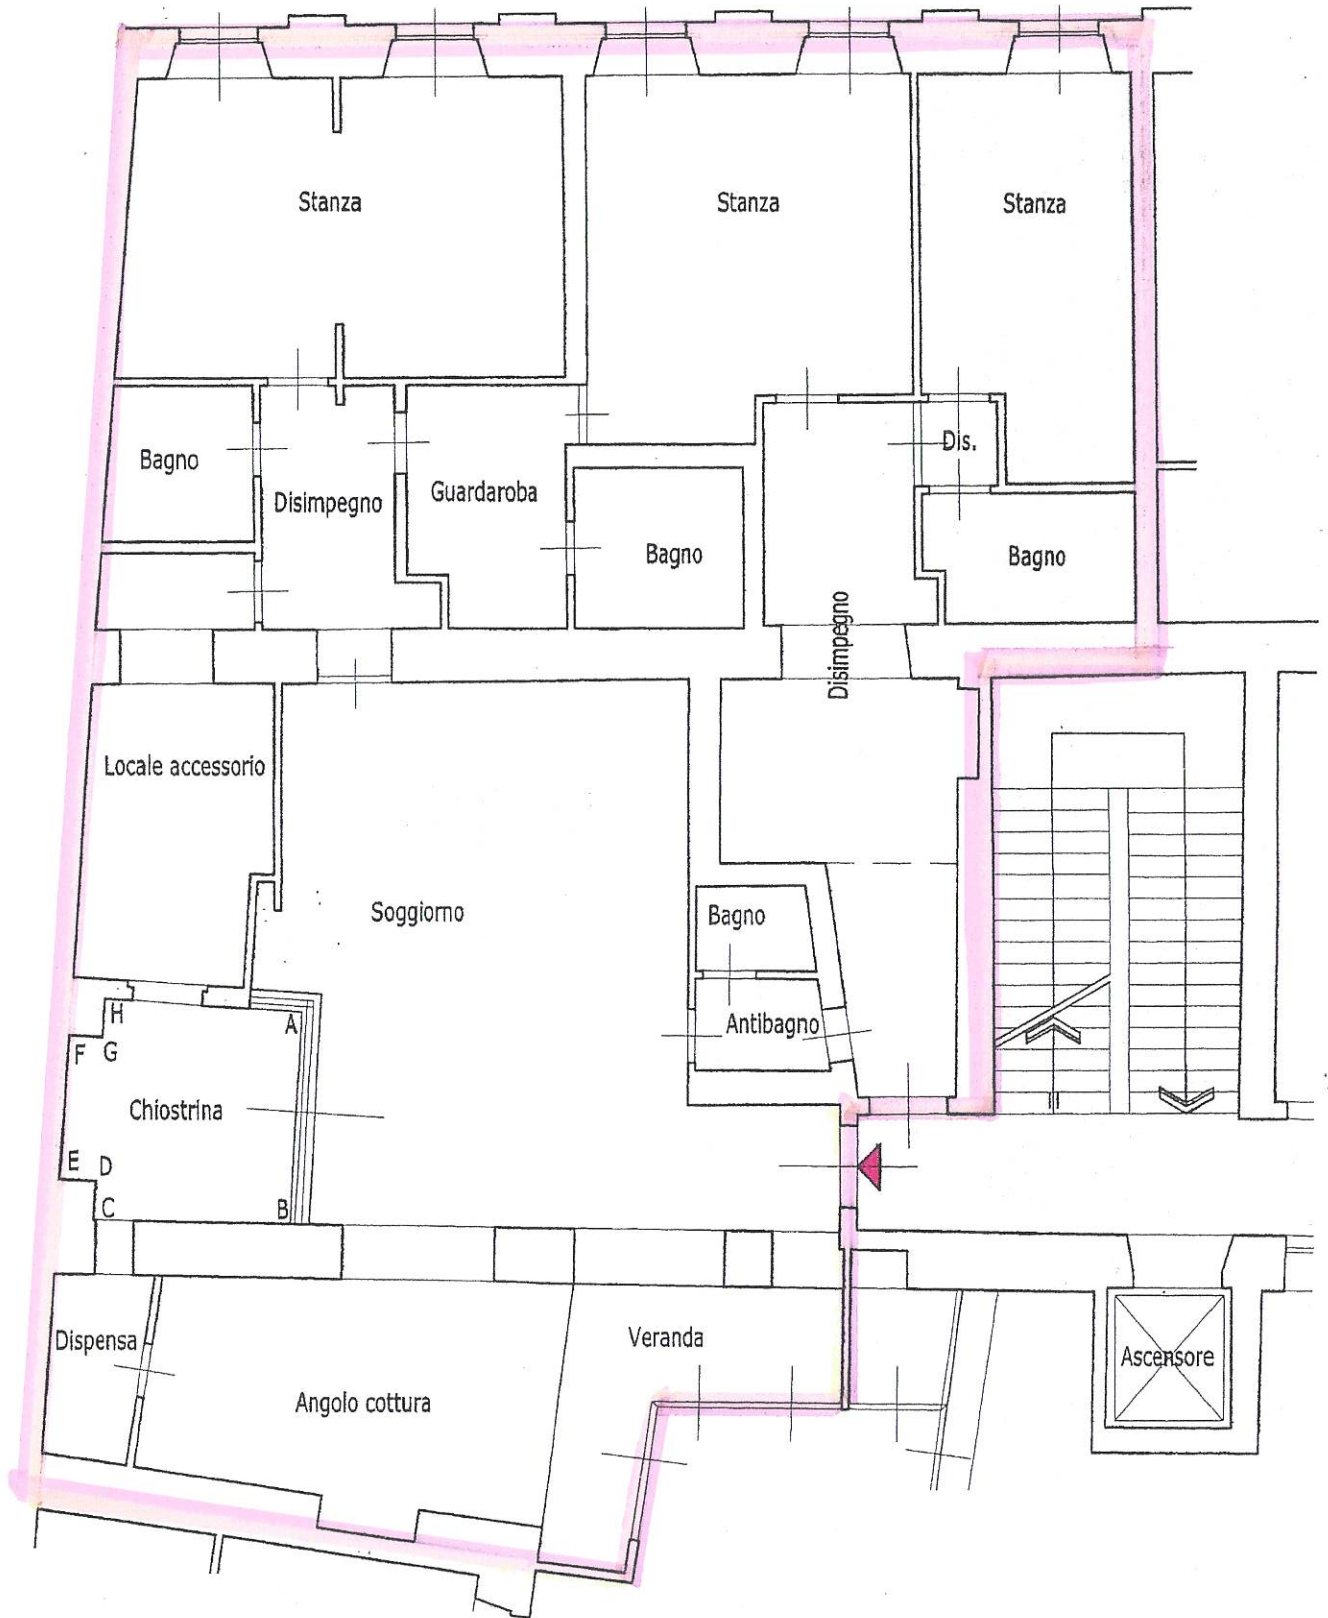 Stanza
Stanza
Stanza
Bagno
Disimpegno
Guardaroba
Bagno
Dis.
Bagno
Disimpegno
Locale accessorio
Soggiorno
Bagno
Antibagno
H
A
F
G
Chiostrina
E
D
C
B
Dispensa
Angolo cottura
Veranda
Ascensore